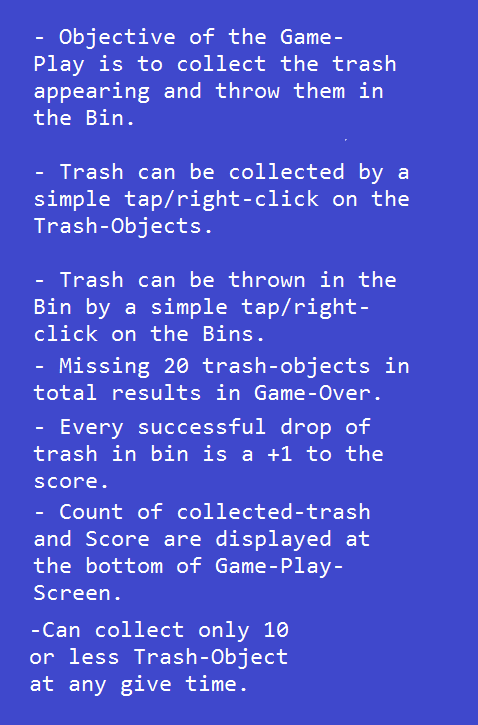 - Objective of the Game-
Play is to collect the trash
appearing and throw them in
the Bin.
- Trash can be collected by a
simple tap/right-click on the
Trash-Objects.
- Trash can be thrown in the
Bin by a simple tap/right-
click on the Bins.
- Missing 20 trash-objects in
total results in Game-Over.
- Every successful drop of
trash in bin is a +1 to the
score.
- Count of collected-trash
and Score are displayed at
the bottom of Game-Play-
Screen.
-Can collect only 10
or less Trash-Object
at any give time.